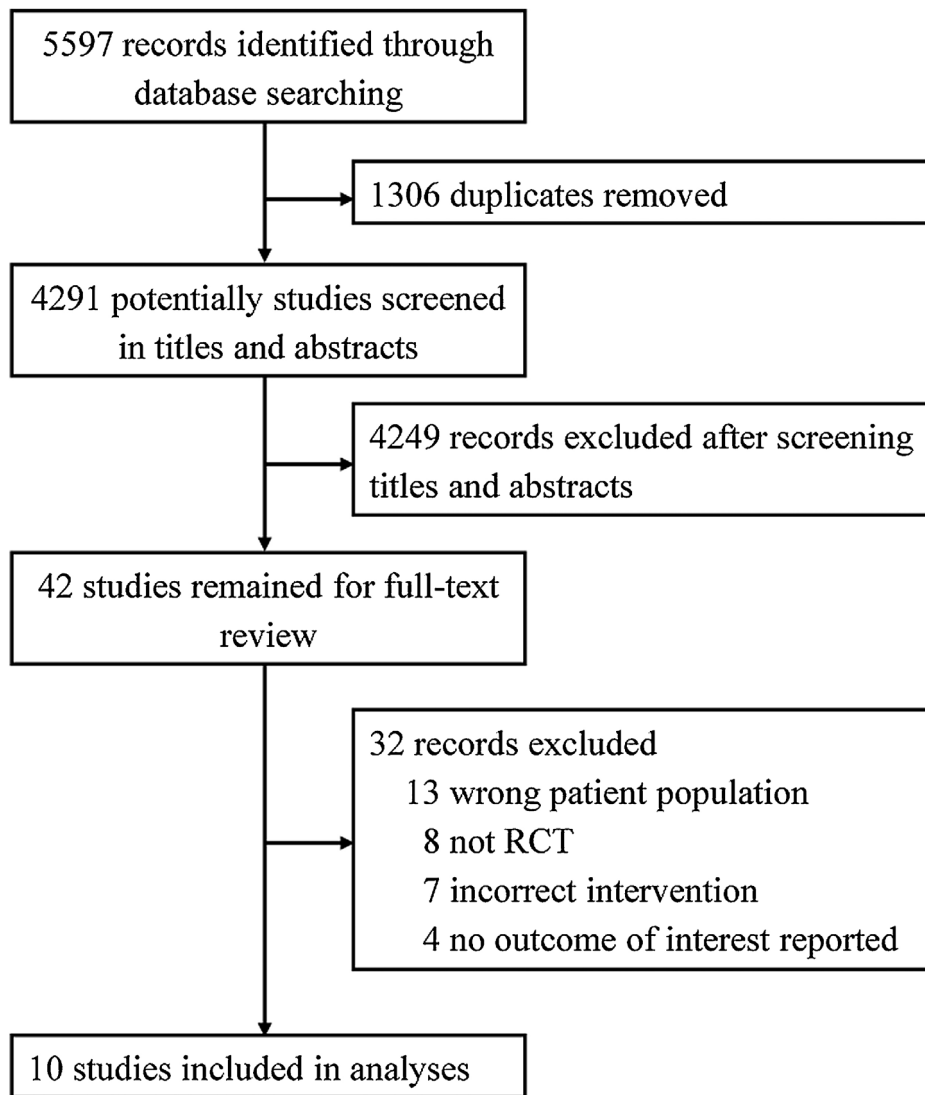 5597 records identified through
database searching
1306 duplicates removed
4291 potentially studies screened
in titles and abstracts
4249 records excluded after screening
titles and abstracts
42 studies remained for full-text
review
32 records excluded
13 wrong patient population
8 not RCT
7 incorrect intervention
4 no outcome of interest reported
10 studies included in analyses